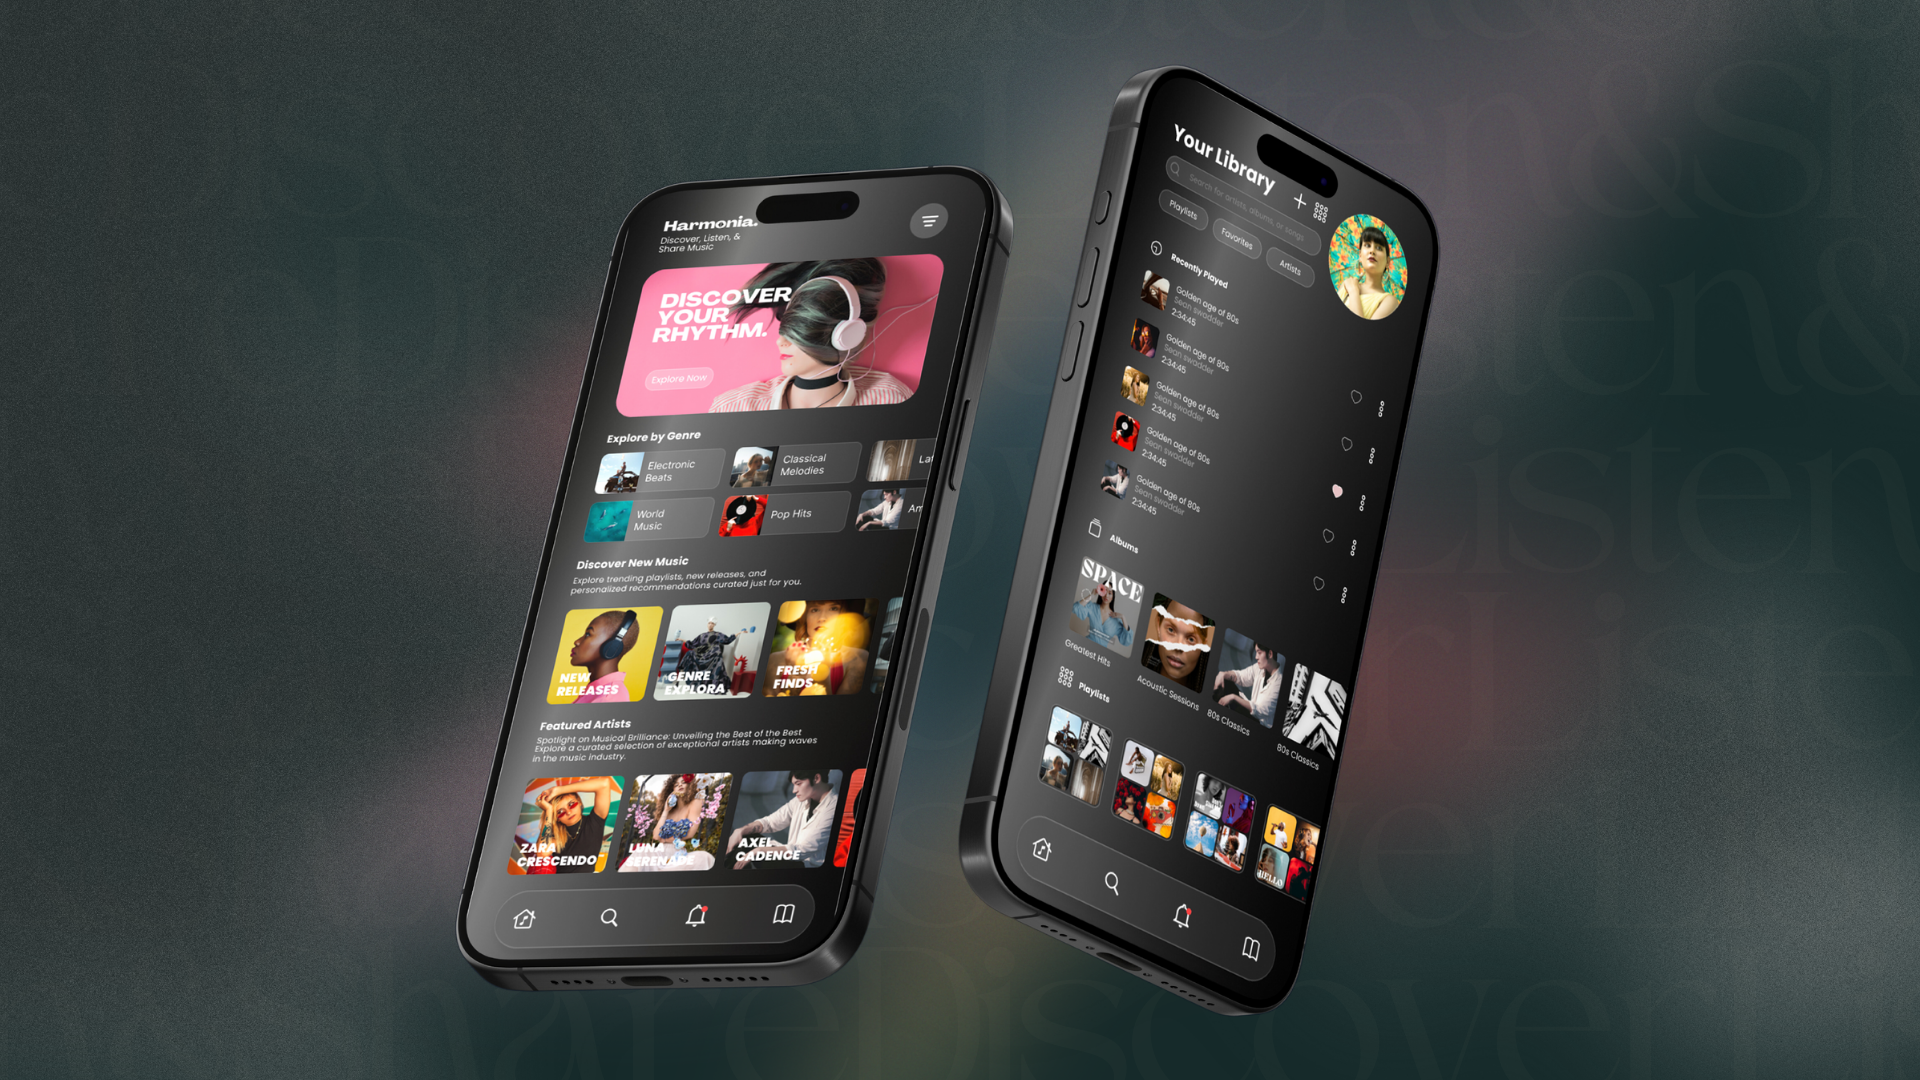 Harmonia.
Discover, Listen, &
Share Music
DISCOVER
YOUR
RHYTHM.
Explore Now
Explore by Genre
Electronic
Beats
Classical
Melodies
La
World
Music
Pop Hits
Am
Discover New Music
Explore trending playlists, new releases, and
personalized recommendations curated just for you.
NEW
RELEASES
GENRE
EXPLORA
FRESH
FINDS
Featured Artists
Spotlight on Musical Brilliance: Unveiling the Best of the Best
Explore a curated selection of exceptional artists making waves
in the music industry.
ZARA
CRESCENDO
LUNA
SERENADE
AXEL
CADENCE
Your Library
Search for artists, albums, or songs
Playlists
Favorites
Artists
Recently Played
Golden age of 80s
Sean swadder
2:34:45
Golden age of 80s
Sean swadder
2:34:45
Golden age of 80s
Sean swadder
2:34:45
Golden age of 80s
Sean swadder
2:34:45
Golden age of 80s
Sean swadder
2:34:45
Albums
SPACE
Greatest Hits
Acoustic Sessions
80s Classics
80s Classics
Playlists
HELLO
Listen
Discover